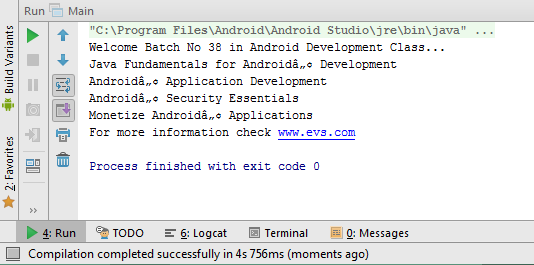 Run Main
"C:\Program Files\Android\Android Studio\jre\bin\java" ...
Welcome Batch No 38 in Android Development Class...
Java Fundamentals for Androidâ„¢ Development
Androidâ„¢ Application Development
Androidâ„¢ Security Essentials
Monetize Androidâ„¢ Applications
For more information check www.evs.com
Process finished with exit code 0
Build Variants
2: Favorites
>>
4: Run TODO 6: Logcat Terminal 0: Messages
Compilation completed successfully in 4s 756ms (moments ago)